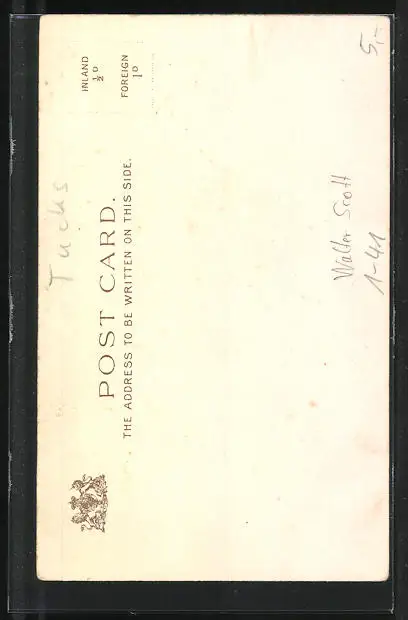 Tucks
POST CARD.
THE ADDRESS TO BE WRITTEN ON THIS SIDE.
INLAND
½D
FOREIGN
1D
Walter Scott
1-41
5,-